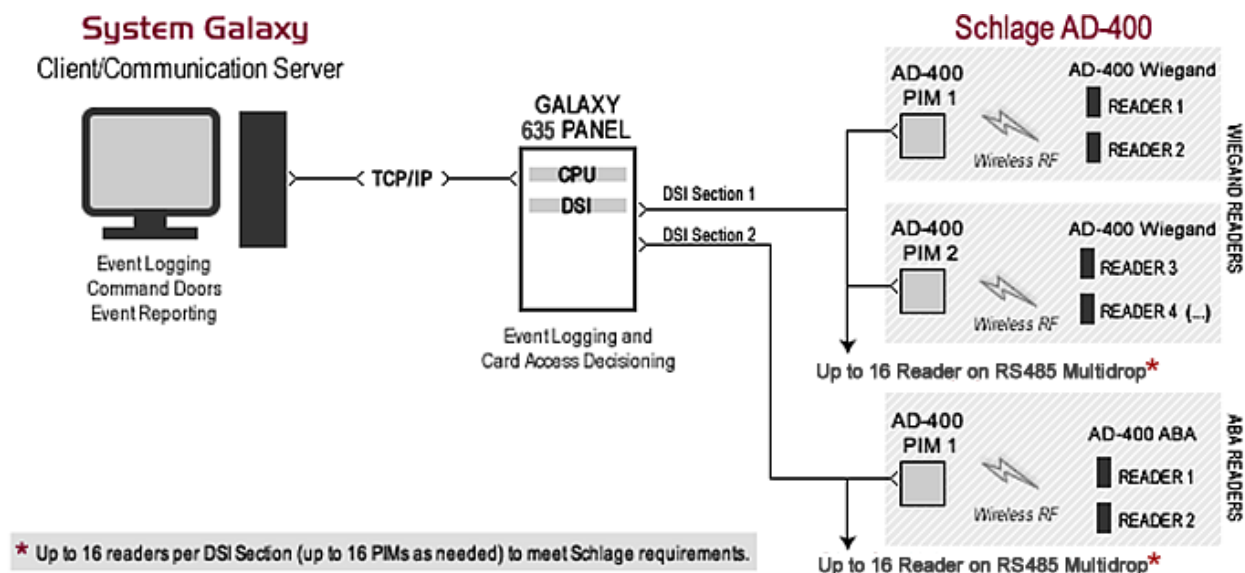 System Galaxy
Client/Communication Server
Event Logging
Command Doors
Event Reporting
TCP/IP
GALAXY
635 PANEL
CPU
DSI
Event Logging and
Card Access Decisioning
DSI Section 1
DSI Section 2
Schlage AD-400
AD-400
PIM 1
Wireless RF
AD-400 Wiegand
READER 1
READER 2
AD-400
PIM 2
Wireless RF
AD-400 Wiegand
READER 3
READER 4 (...)
WIEGAND READERS
Up to 16 Reader on RS485 Multidrop*
AD-400
PIM 1
Wireless RF
AD-400 ABA
READER 1
READER 2
ABA READERS
Up to 16 Reader on RS485 Multidrop*
* Up to 16 readers per DSI Section (up to 16 PIMs as needed) to meet Schlage requirements.